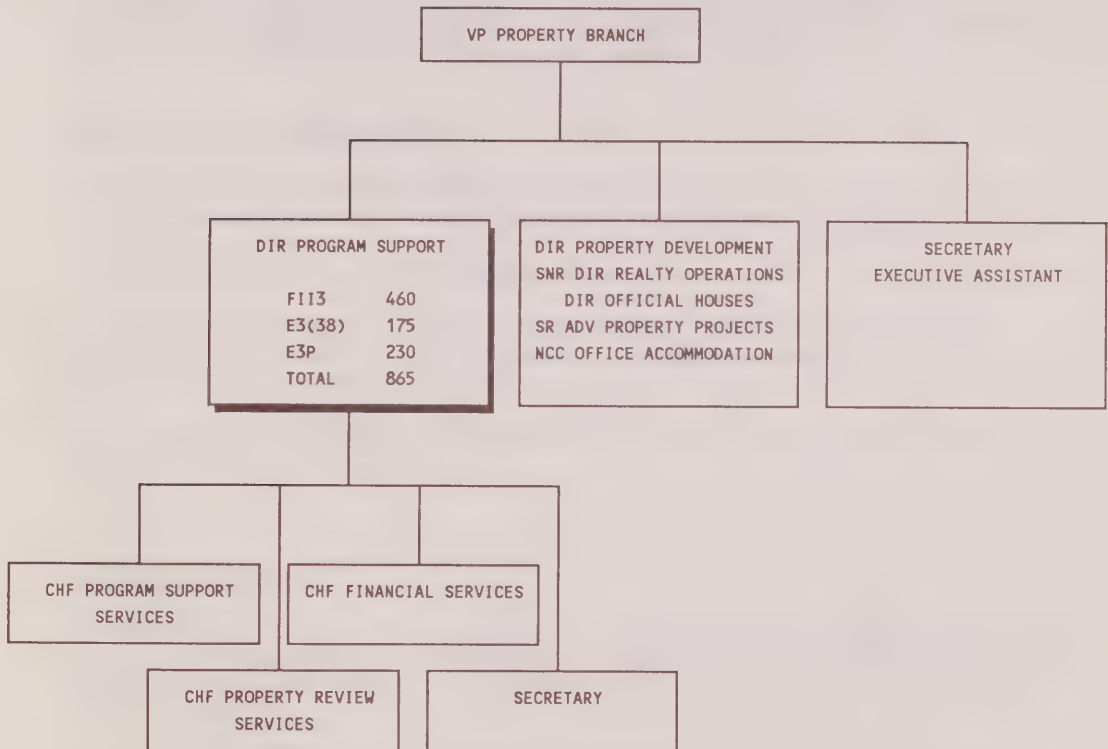 VP PROPERTY BRANCH
DIR PROGRAM SUPPORT
FII3 460
E3(38) 175
E3P 230
TOTAL 865
DIR PROPERTY DEVELOPMENT
SNR DIR REALTY OPERATIONS
DIR OFFICIAL HOUSES
SR ADV PROPERTY PROJECTS
NCC OFFICE ACCOMMODATION
SECRETARY
EXECUTIVE ASSISTANT
CHF PROGRAM SUPPORT
SERVICES
CHF FINANCIAL SERVICES
CHF PROPERTY REVIEW
SERVICES
SECRETARY